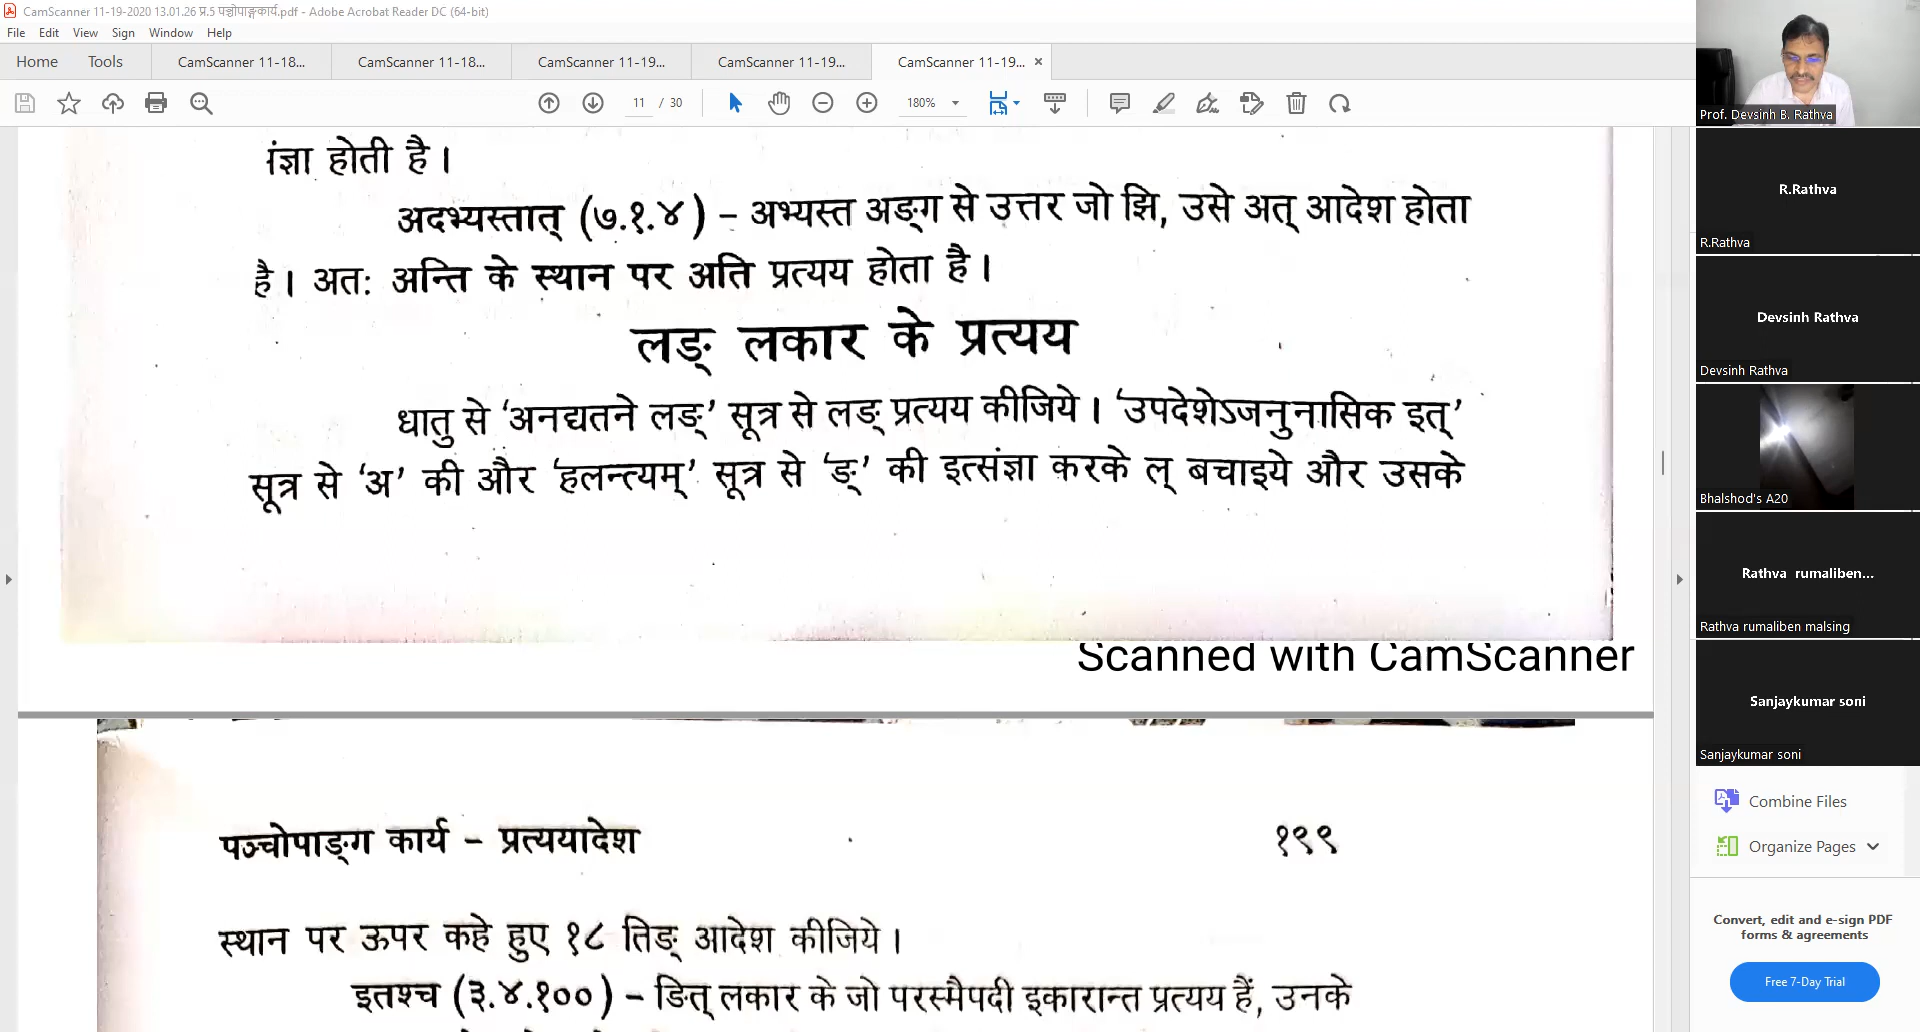 CamScanner 11-19-2020 13.01.26 प्र.5 पञ्चोपाङ्गकार्य.pdf - Adobe Acrobat Reader DC (64-bit)
File Edit View Sign Window Help
Home Tools CamScanner 11-18... CamScanner 11-18... CamScanner 11-19... CamScanner 11-19... CamScanner 11-19... ×
11 / 30 180%
होती है।
अदभ्यस्तात् (७.१.४) – अभ्यस्त अङ्ग से उत्तर जो झि, उसे अत् आदेश होता
है। अतः अन्ति के स्थान पर अति प्रत्यय होता है।
लङ् लकार के प्रत्यय
धातु से 'अनद्यतने लङ्' सूत्र से लङ् प्रत्यय कीजिये। 'उपदेशेऽजनुनासिक इत्'
सूत्र से 'अ' की और 'हलन्त्यम्' सूत्र से 'ङ्' की इत्संज्ञा करके ल् बचाइये और उसके
Scanned with CamScanner
पञ्चोपाङ्ग कार्य – प्रत्ययादेश १९९
स्थान पर ऊपर कहे हुए १८ तिङ् आदेश कीजिये।
इतश्च (३.४.१००) – ङित् लकार के जो परस्मैपदी इकारान्त प्रत्यय हैं, उनके
Prof. Devsinh B. Rathva
R.Rathva
R.Rathva
Devsinh Rathva
Devsinh Rathva
Bhalshod's A20
Rathva rumaliben...
Rathva rumaliben malsing
Sanjaykumar soni
Sanjaykumar soni
Combine Files
Organize Pages
Convert, edit and e-sign PDF
forms & agreements
Free 7-Day Trial